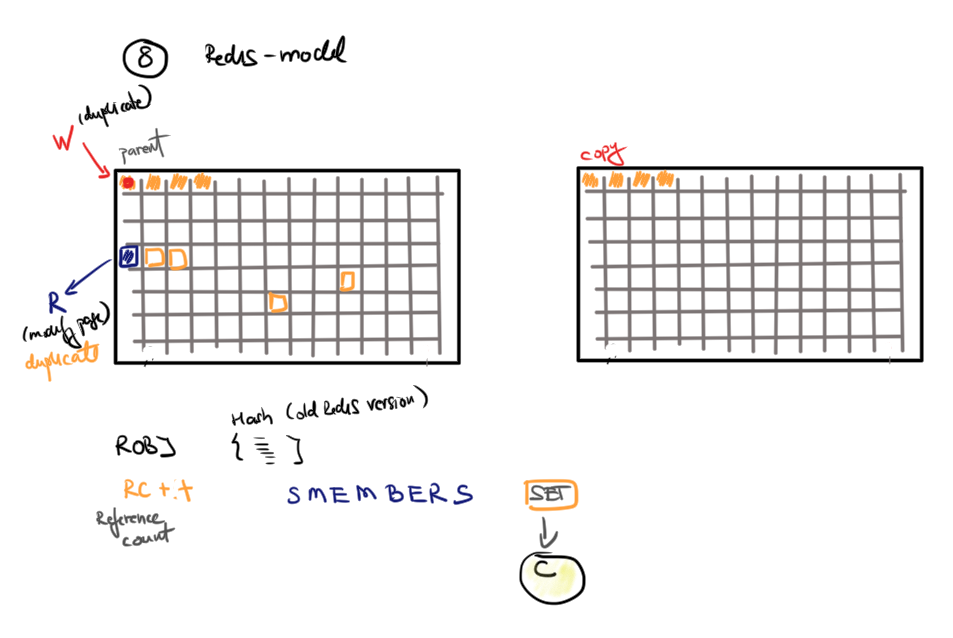 8 Redis-model
W (duplicate)
parent
copy
R
(modify page)
duplicate
Hash (old Redis version)
ROBJ { ]
RC++
SMEMBERS
SET
Reference
count
C